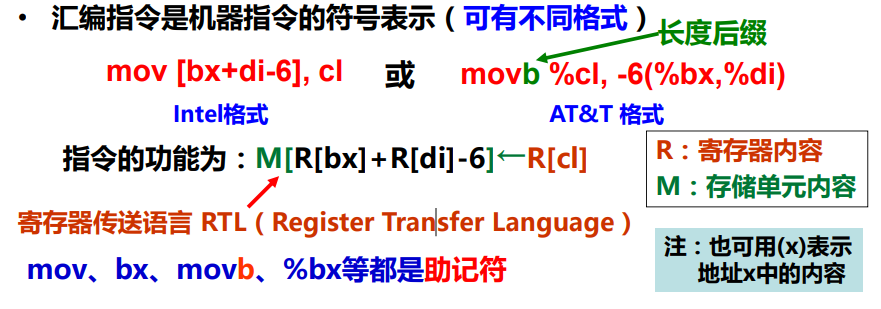 • 汇编指令是机器指令的符号表示（可有不同格式）
长度后缀
mov [bx+di-6], cl 或 movb %cl, -6(%bx,%di)
Intel格式 AT&T 格式
指令的功能为：M[R[bx]+R[di]-6]←R[cl]
R：寄存器内容
M：存储单元内容
寄存器传送语言 RTL（Register Transfer Language）
mov、bx、movb、%bx等都是助记符
注：也可用(x)表示
地址x中的内容